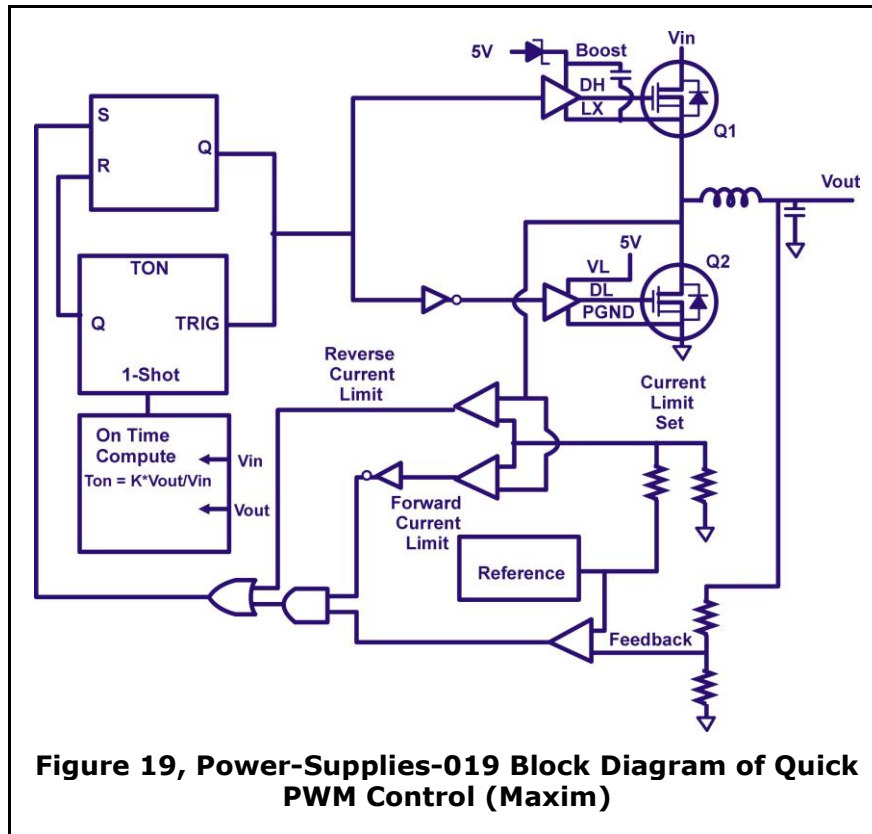 Vin
5V
Boost
DH
LX
Q1
S
Q
R
Vout
5V
Q2
VL
DL
PGND
TON
Q
TRIG
1-Shot
Reverse
Current
Limit
Current
Limit
Set
On Time
Compute
Ton = K*Vout/Vin
Vin
Vout
Forward
Current
Limit
Reference
Feedback
Figure 19, Power-Supplies-019 Block Diagram of Quick
PWM Control (Maxim)